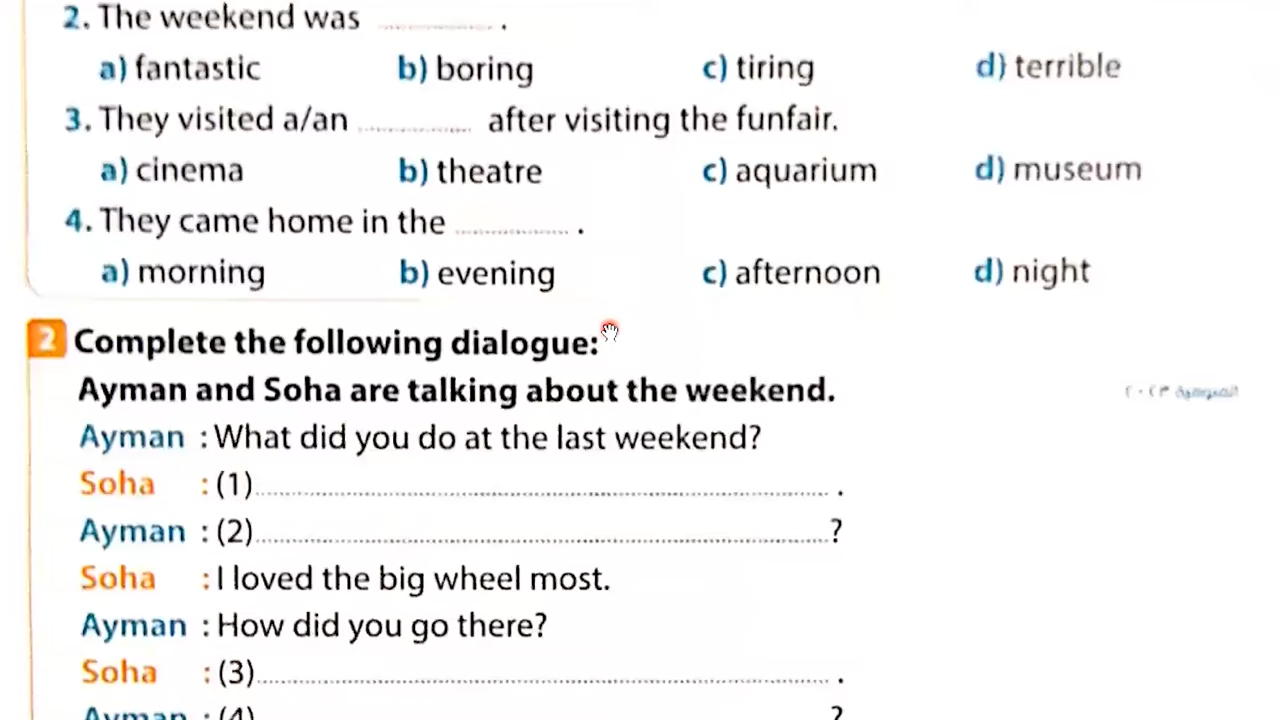 2. The weekend was .................. .
a) fantastic b) boring c) tiring d) terrible
3. They visited a/an .................. after visiting the funfair.
a) cinema b) theatre c) aquarium d) museum
4. They came home in the .................. .
a) morning b) evening c) afternoon d) night
2 Complete the following dialogue:
Ayman and Soha are talking about the weekend.
Ayman : What did you do at the last weekend?
Soha : (1).................. .
Ayman : (2)..................?
Soha : I loved the big wheel most.
Ayman : How did you go there?
Soha : (3).................. .
Ayman : (4)..................?